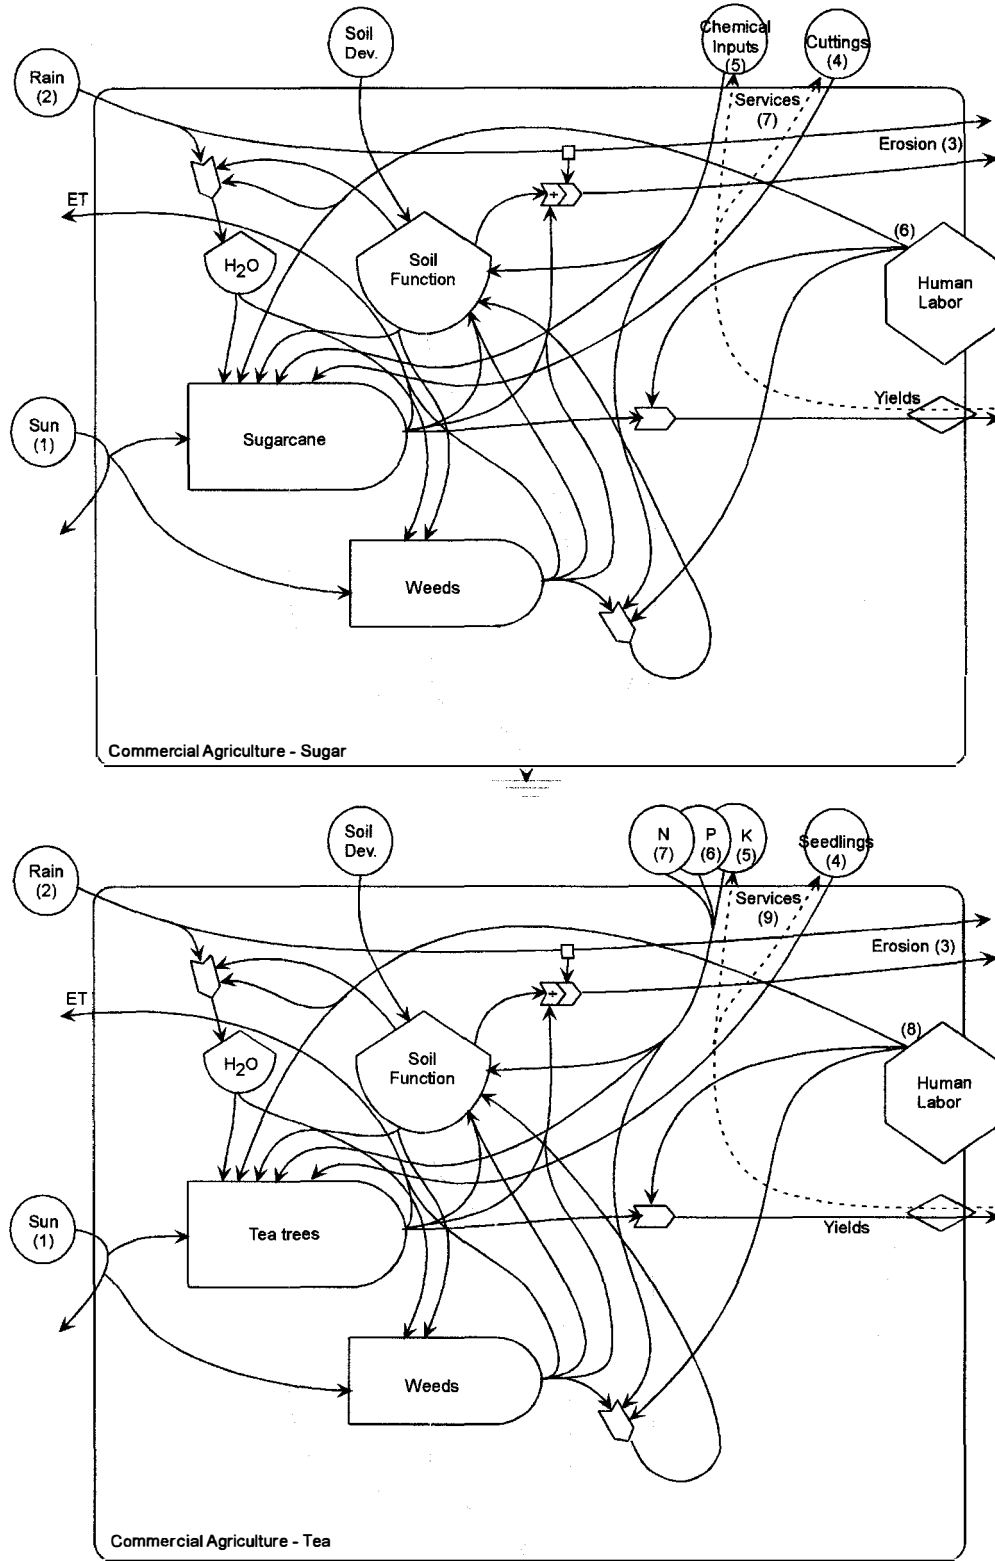 Soil
Dev.
Chemical
Inputs
(5)
Cuttings
(4)
Rain
(2)
Services
(7)
Erosion (3)
ET
(6)
H2O
Soil
Function
Human
Labor
Sun
(1)
Sugarcane
Yields
Weeds
Commercial Agriculture - Sugar
Soil
Dev.
N
(7)
P
(6)
K
(5)
Seedlings
(4)
Rain
(2)
Services
(9)
Erosion (3)
ET
(8)
H2O
Soil
Function
Human
Labor
Sun
(1)
Tea trees
Yields
Weeds
Commercial Agriculture - Tea